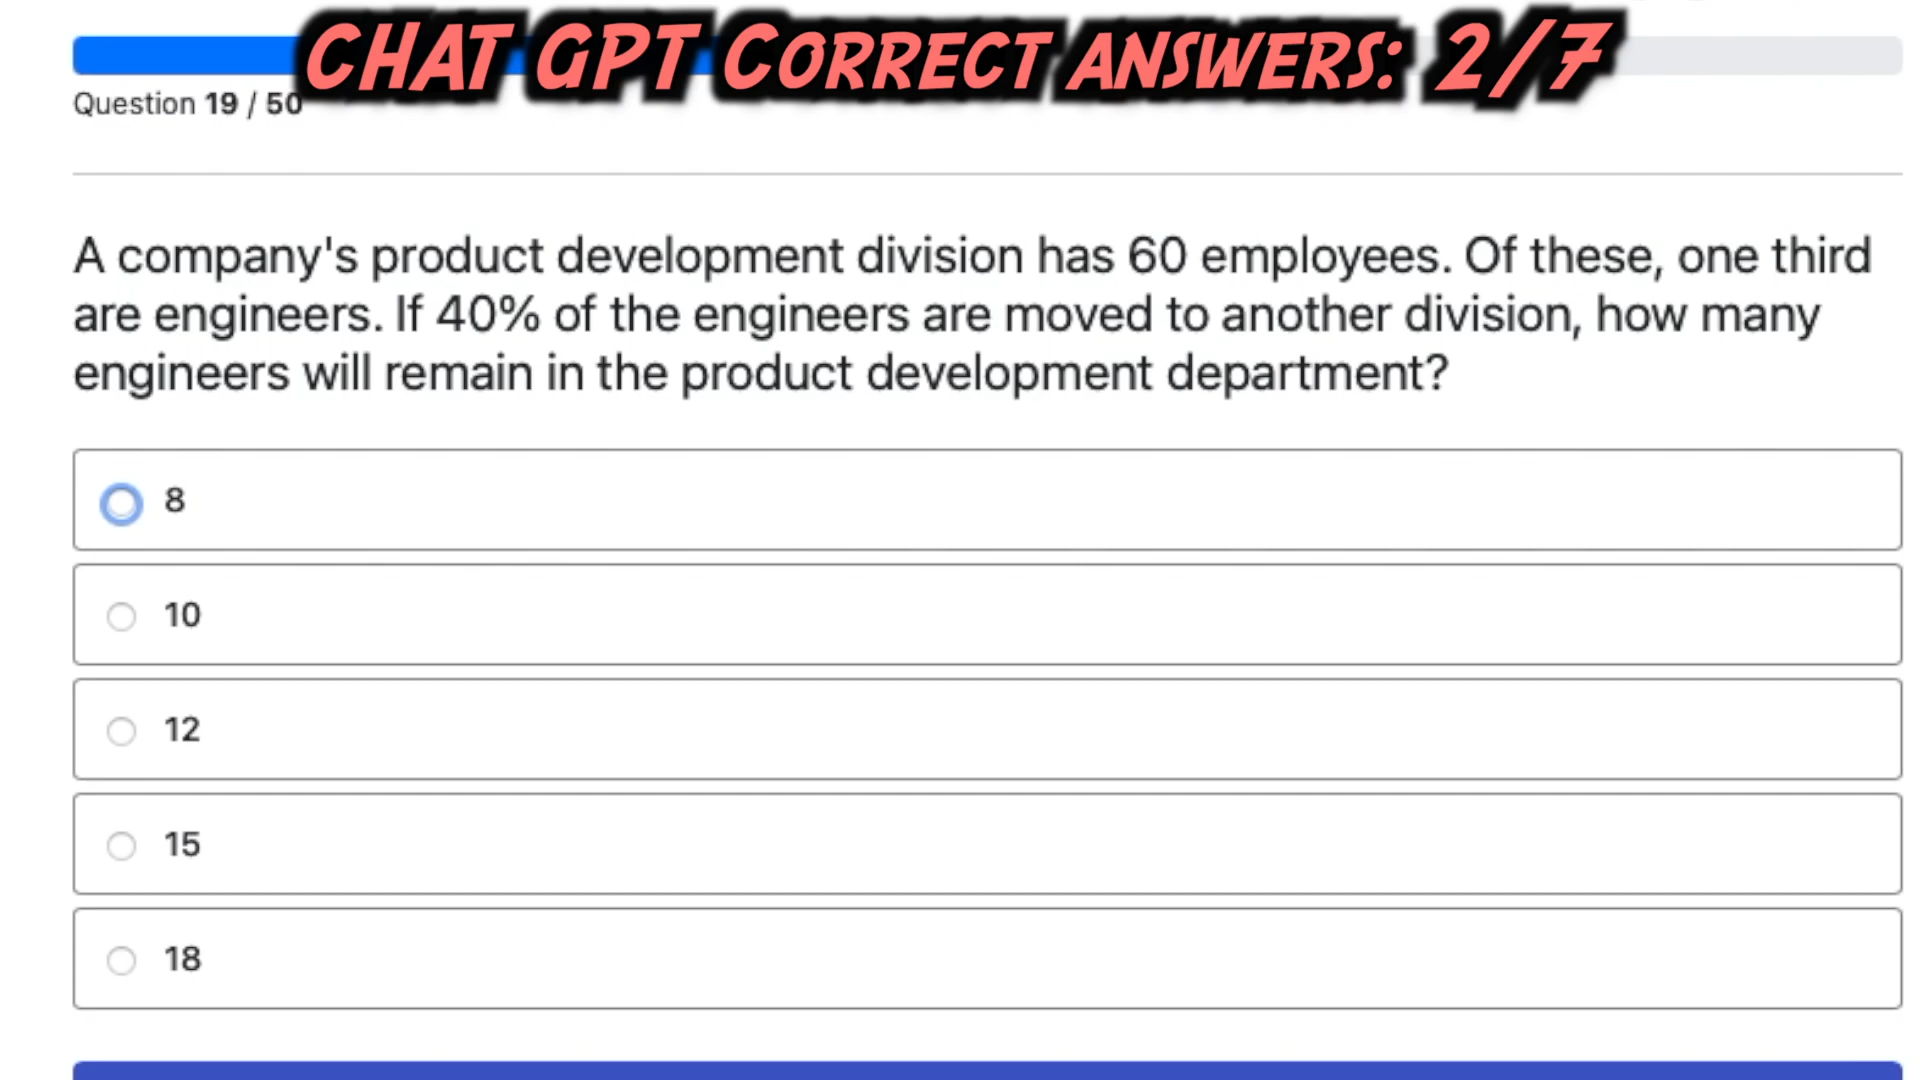 CHAT GPT CORRECT ANSWERS: 2/7
Question 19 / 50
A company's product development division has 60 employees. Of these, one third
are engineers. If 40% of the engineers are moved to another division, how many
engineers will remain in the product development department?
8
10
12
15
18